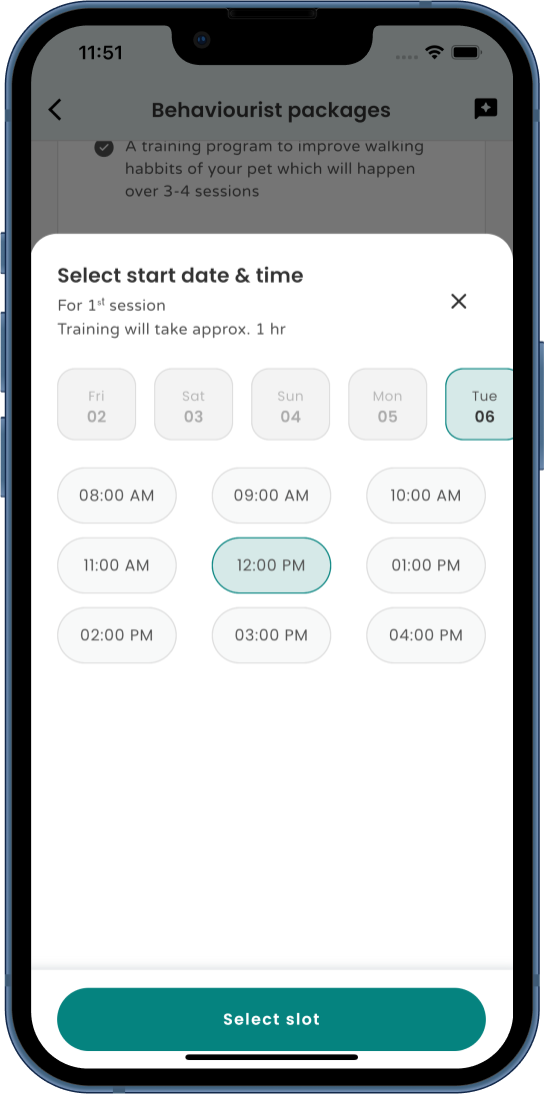 11:51
Behaviourist packages
A training program to improve walking
habbits of your pet which will happen
over 3-4 sessions
Select start date & time
For 1st session
Training will take approx. 1 hr
Fri Sat Sun Mon Tue
02 03 04 05 06
08:00 AM 09:00 AM 10:00 AM
11:00 AM 12:00 PM 01:00 PM
02:00 PM 03:00 PM 04:00 PM
Select slot